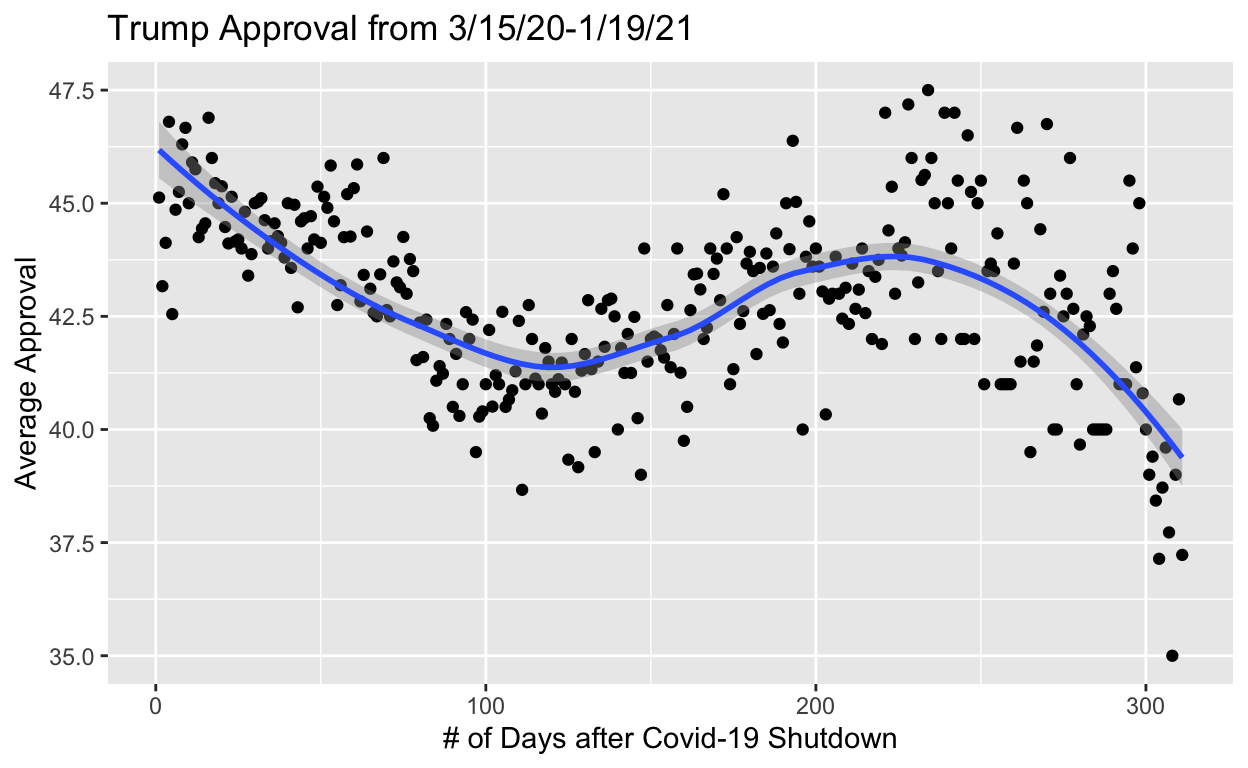 Trump Approval from 3/15/20-1/19/21
47.5
45.0
42.5
40.0
37.5
35.0
Average Approval
0 100 200 300
# of Days after Covid-19 Shutdown